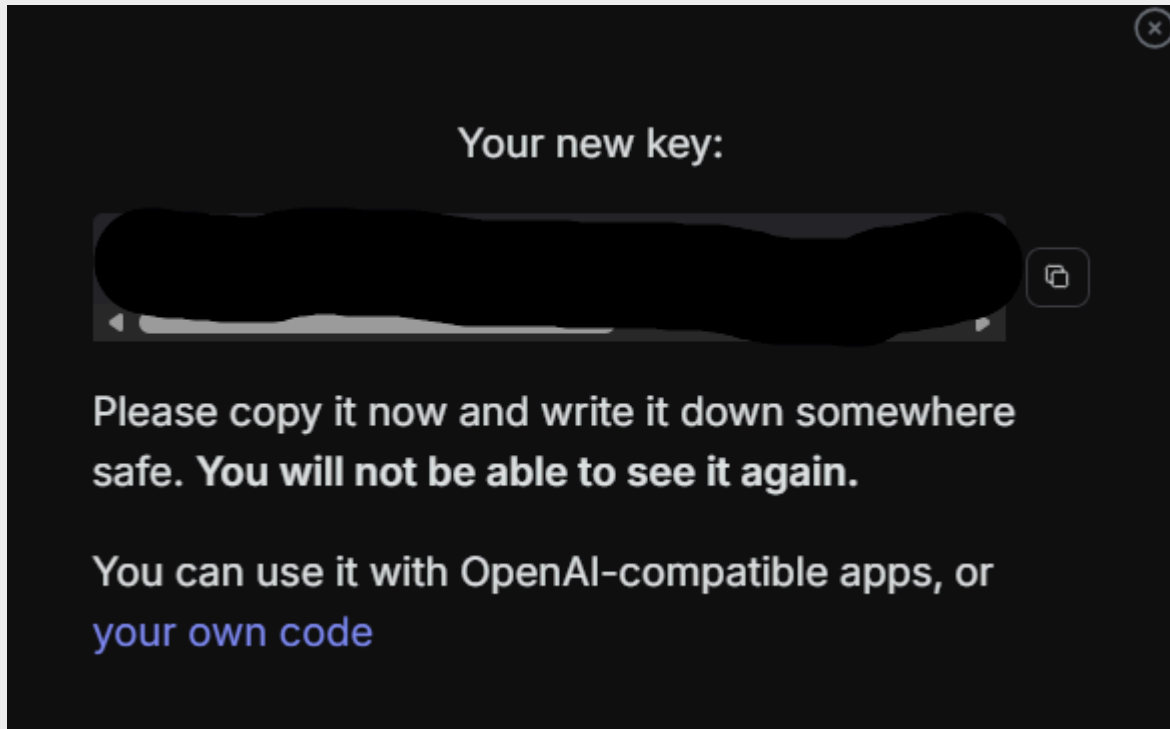 Your new key:
Please copy it now and write it down somewhere
safe. You will not be able to see it again.
You can use it with OpenAI-compatible apps, or
your own code